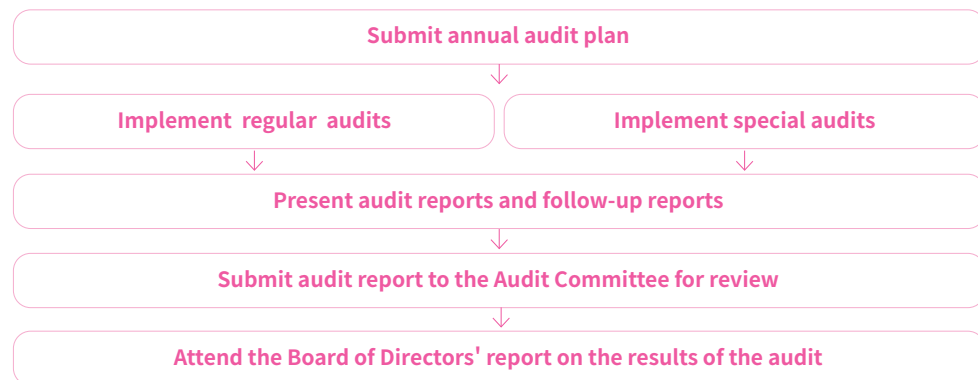 Submit annual audit plan
Implement regular audits
Implement special audits
Present audit reports and follow-up reports
Submit audit report to the Audit Committee for review
Attend the Board of Directors' report on the results of the audit